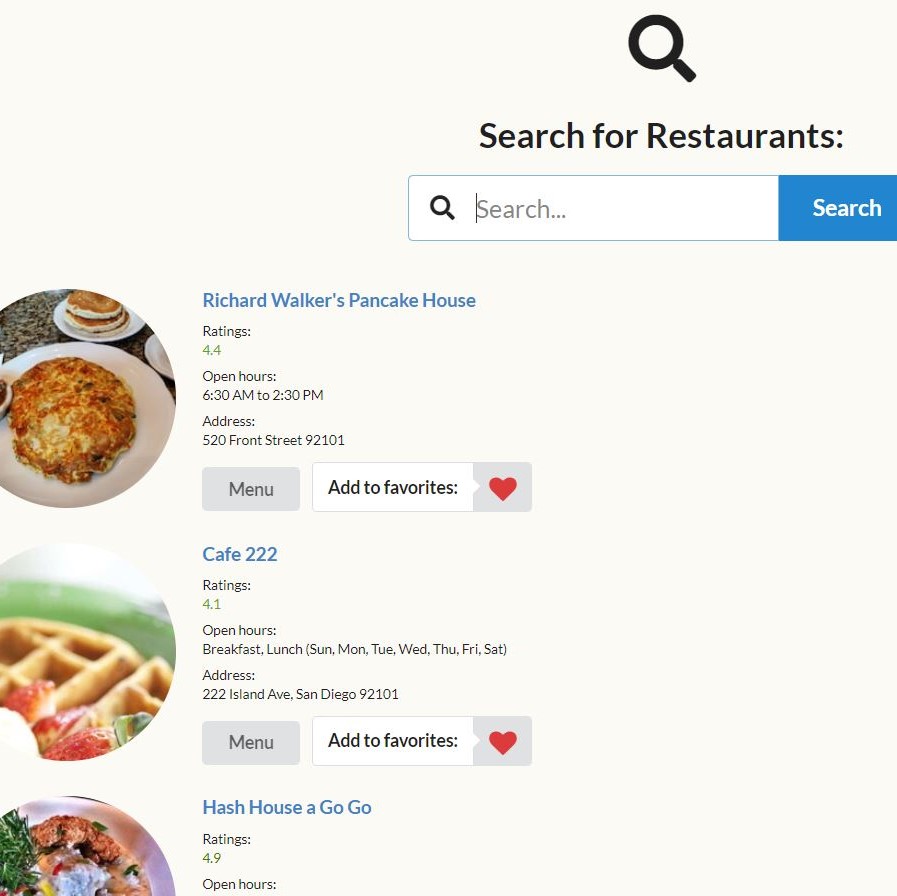 Search for Restaurants:
Search...
Search
Richard Walker's Pancake House
Ratings:
4.4
Open hours:
6:30 AM to 2:30 PM
Address:
520 Front Street 92101
Menu
Add to favorites:
Cafe 222
Ratings:
4.1
Open hours:
Breakfast, Lunch (Sun, Mon, Tue, Wed, Thu, Fri, Sat)
Address:
222 Island Ave, San Diego 92101
Menu
Add to favorites:
Hash House a Go Go
Ratings:
4.9
Open hours: